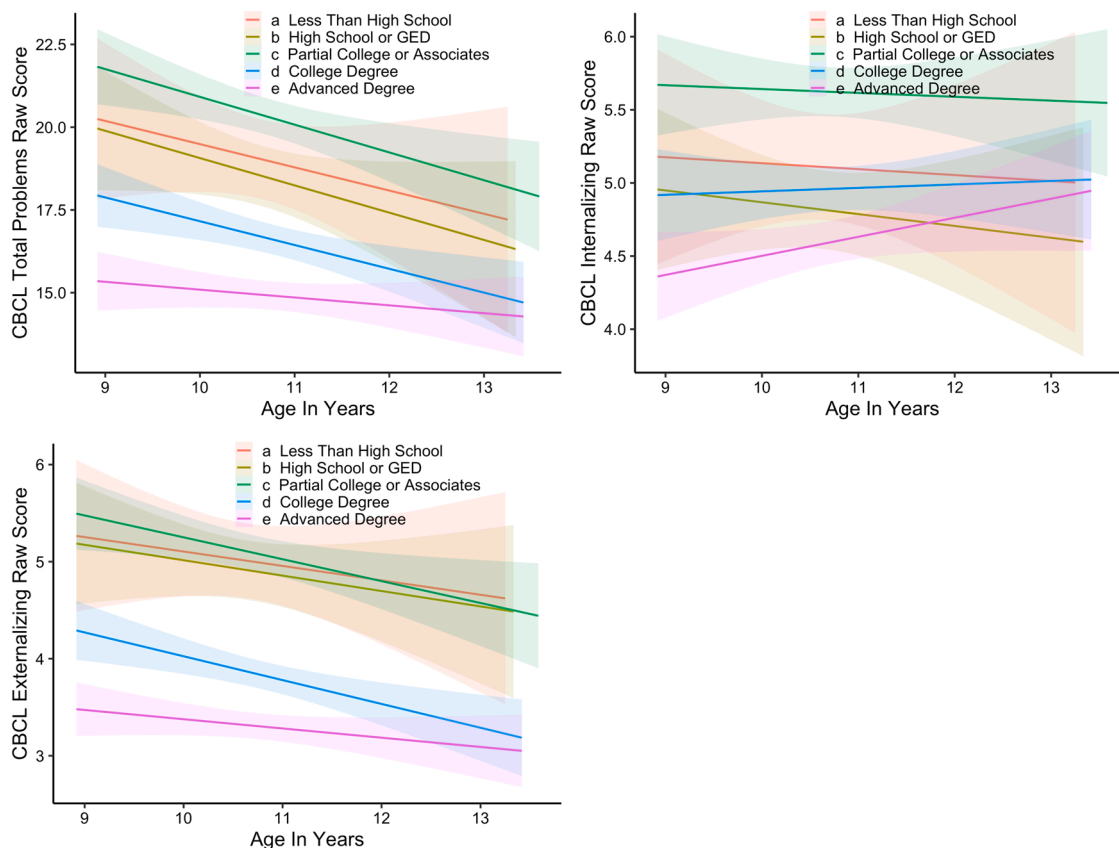 a Less Than High School
b High School or GED
c Partial College or Associates
d College Degree
e Advanced Degree
22.5
20.0
17.5
15.0
CBCL Total Problems Raw Score
9 10 11 12 13
Age In Years
a Less Than High School
b High School or GED
c Partial College or Associates
d College Degree
e Advanced Degree
6.0
5.5
5.0
4.5
4.0
CBCL Internalizing Raw Score
9 10 11 12 13
Age In Years
a Less Than High School
b High School or GED
c Partial College or Associates
d College Degree
e Advanced Degree
6
5
4
3
CBCL Externalizing Raw Score
9 10 11 12 13
Age In Years